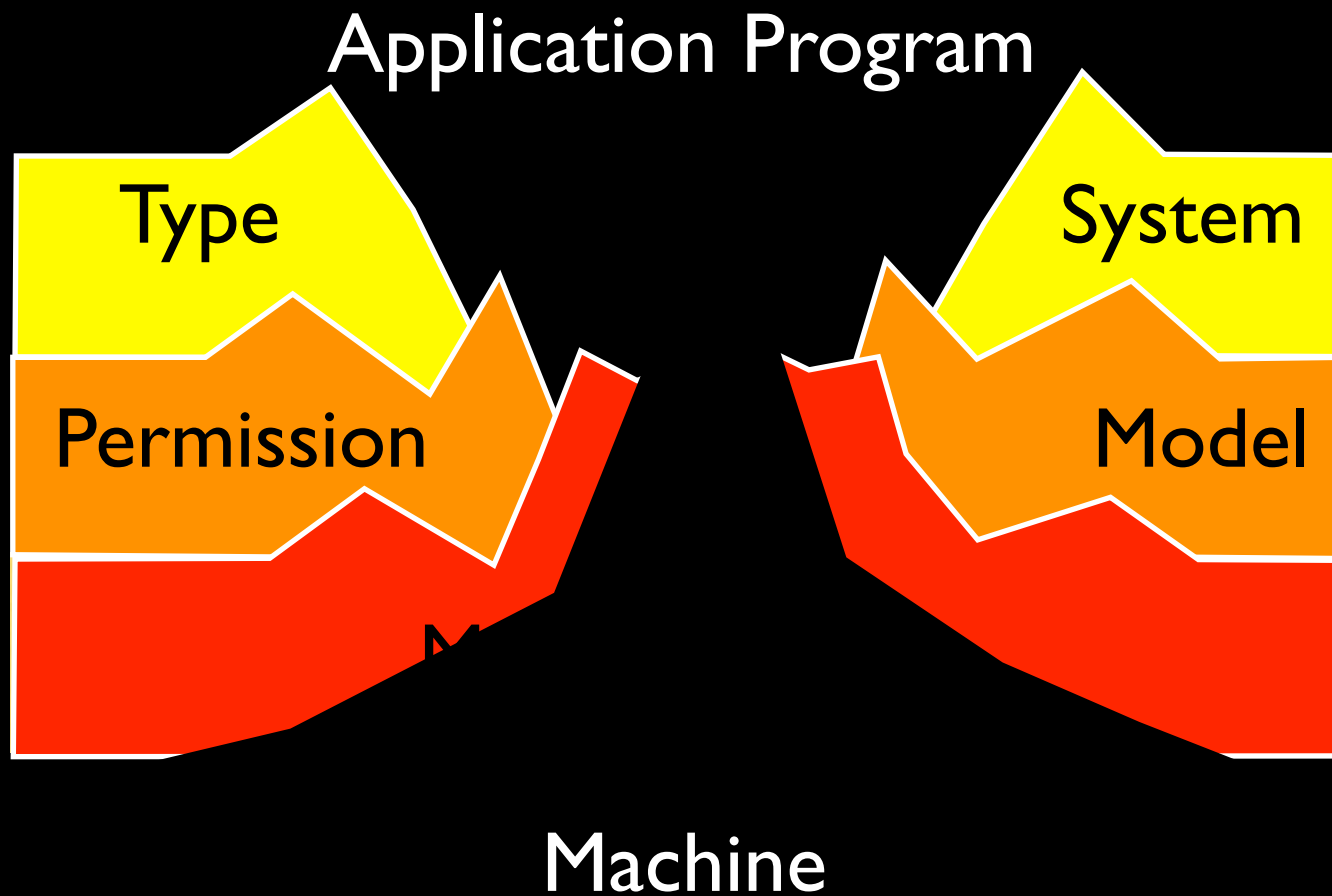 Application Program
Type System
Permission Model
Machine